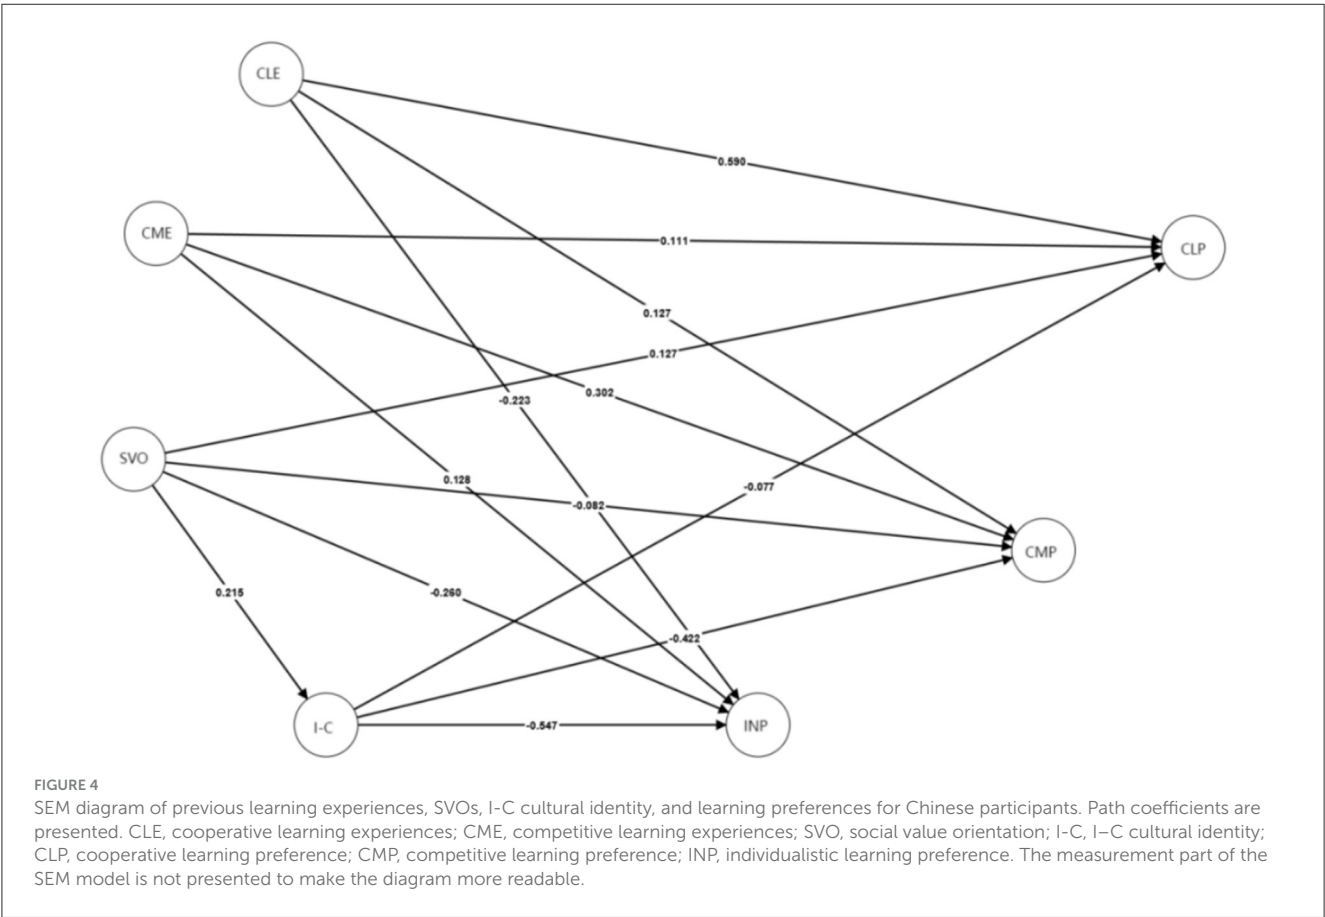 CLE
0.590
CME
0.111
CLP
0.127
0.127
0.302
-0.223
SVO
0.128
-0.077
-0.082
CMP
0.215
-0.260
-0.422
I-C
-0.547
INP
FIGURE 4
SEM diagram of previous learning experiences, SVOs, I-C cultural identity, and learning preferences for Chinese participants. Path coefficients are
presented. CLE, cooperative learning experiences; CME, competitive learning experiences; SVO, social value orientation; I-C, I–C cultural identity;
CLP, cooperative learning preference; CMP, competitive learning preference; INP, individualistic learning preference. The measurement part of the
SEM model is not presented to make the diagram more readable.